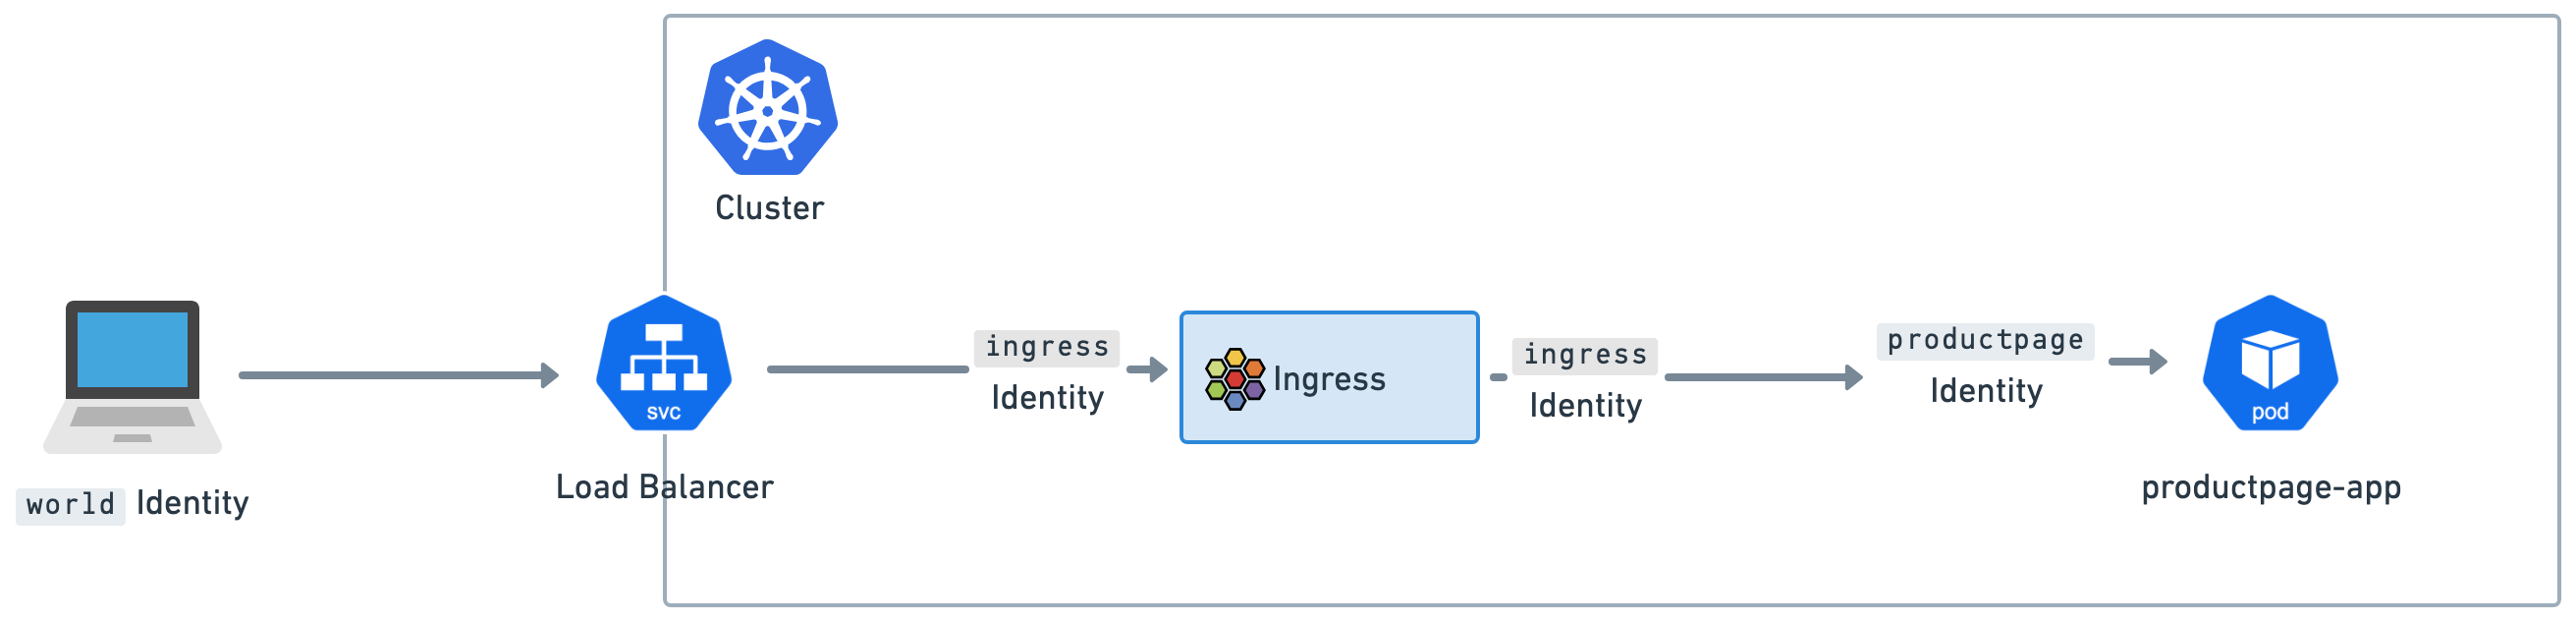 Cluster
world Identity
svc
Load Balancer
ingress
Identity
Ingress
ingress
Identity
productpage
Identity
pod
productpage-app